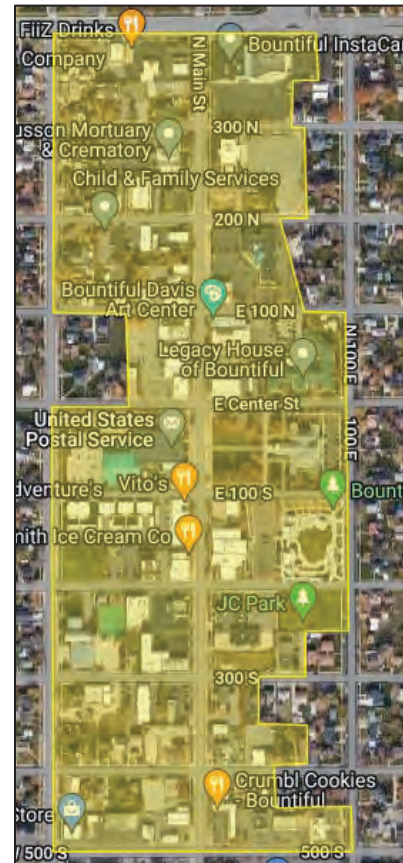 FiiZ Drinks
Company
N Main St
Bountiful InstaCar
300 N
usson Mortuary
& Crematory
Child & Family Services
200 N
Bountiful Davis
Art Center
E 100 N
N 100 E
Legacy House
of Bountiful
E Center St
100 E
United States
Postal Service
dventure's
Vito's
E 100 S
Bount
mith Ice Cream Co
JC Park
300 S
Crumbl Cookies
- Bountiful
Store
W 500 S
500 S